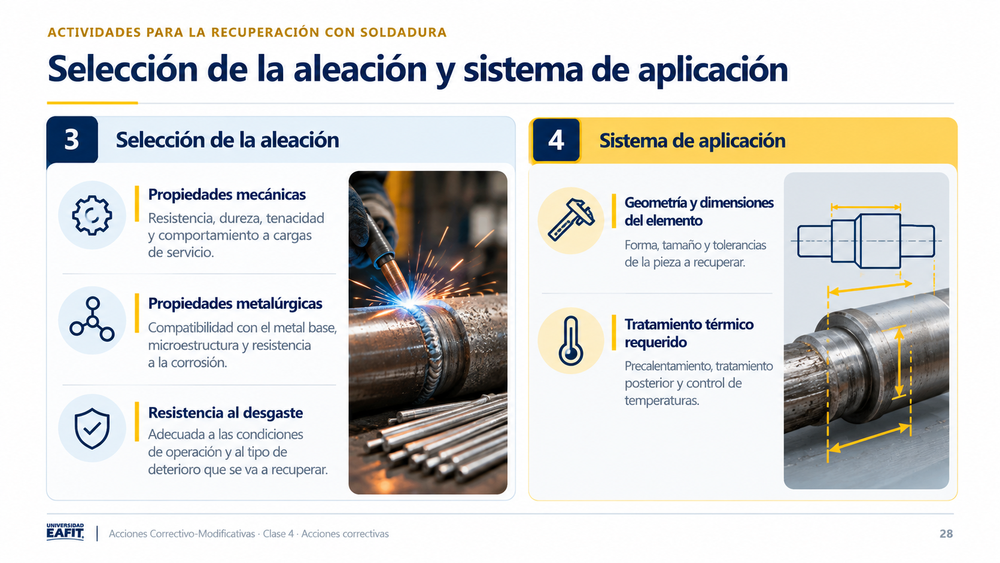 ACTIVIDADES PARA LA RECUPERACIÓN CON SOLDADURA
Selección de la aleación y sistema de aplicación
3
Selección de la aleación
Propiedades mecánicas
Resistencia, dureza, tenacidad
y comportamiento a cargas
de servicio.
Propiedades metalúrgicas
Compatibilidad con el metal base,
microestructura y resistencia
a la corrosión.
Resistencia al desgaste
Adecuada a las condiciones
de operación y al tipo de
deterioro que se va a recuperar.
4
Sistema de aplicación
Geometría y dimensiones
del elemento
Forma, tamaño y tolerancias
de la pieza a recuperar.
Tratamiento térmico
requerido
Precalentamiento, tratamiento
posterior y control de
temperaturas.
UNIVERSIDAD
EAFIT
Acciones Correctivo-Modificativas · Clase 4 · Acciones correctivas
28